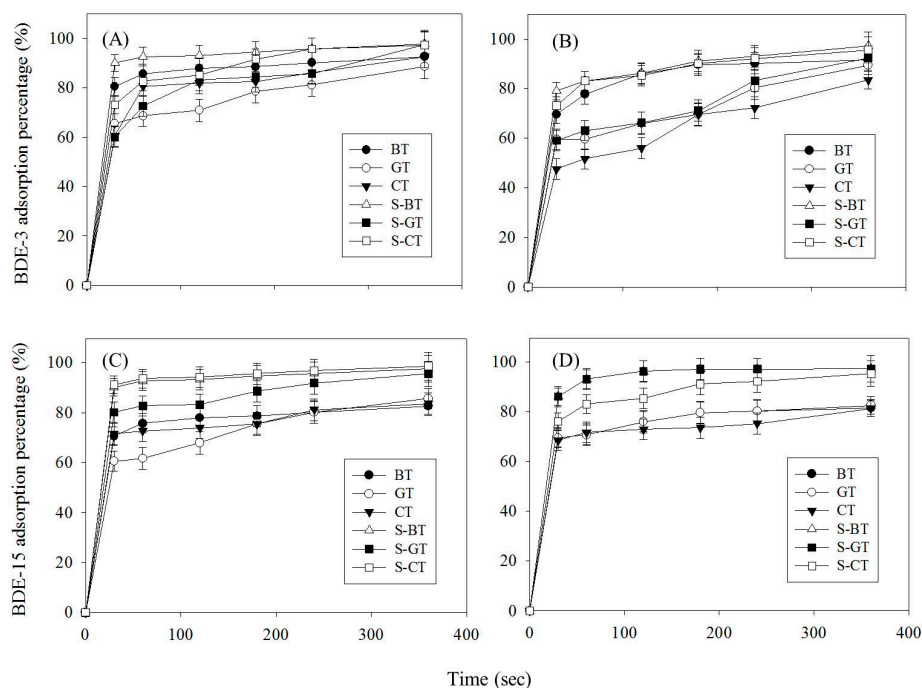 (A)
BDE-3 adsorption percentage (%)
100
80
60
40
20
0
BT
GT
CT
S-BT
S-GT
S-CT
(B)
100
80
60
40
20
0
BT
GT
CT
S-BT
S-GT
S-CT
(C)
BDE-15 adsorption percentage (%)
100
80
60
40
20
0
BT
GT
CT
S-BT
S-GT
S-CT
0 100 200 300 400
(D)
100
80
60
40
20
0
BT
GT
CT
S-BT
S-GT
S-CT
0 100 200 300 400
Time (sec)